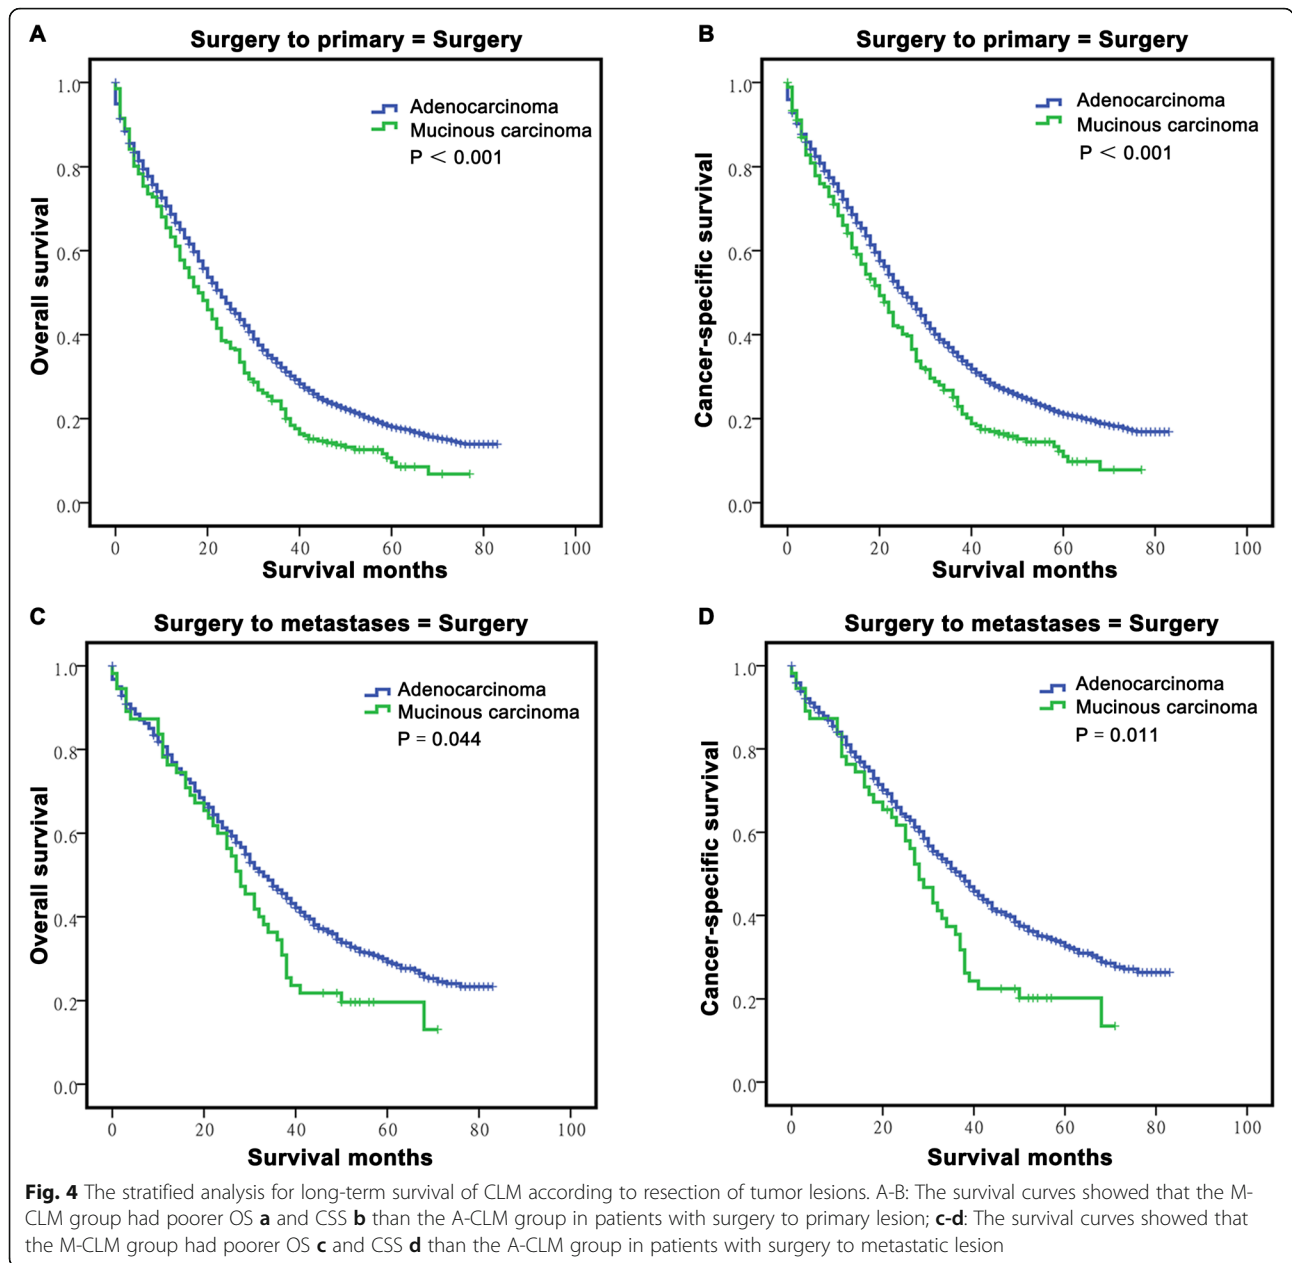 A
Surgery to primary = Surgery
Overall survival
1.0
0.8
0.6
0.4
0.2
0.0
Adenocarcinoma
Mucinous carcinoma
P < 0.001
0 20 40 60 80 100
Survival months
B
Surgery to primary = Surgery
Cancer-specific survival
1.0
0.8
0.6
0.4
0.2
0.0
Adenocarcinoma
Mucinous carcinoma
P < 0.001
0 20 40 60 80 100
Survival months
C
Surgery to metastases = Surgery
Overall survival
1.0
0.8
0.6
0.4
0.2
0.0
Adenocarcinoma
Mucinous carcinoma
P = 0.044
0 20 40 60 80 100
Survival months
D
Surgery to metastases = Surgery
Cancer-specific survival
1.0
0.8
0.6
0.4
0.2
0.0
Adenocarcinoma
Mucinous carcinoma
P = 0.011
0 20 40 60 80 100
Survival months
Fig. 4 The stratified analysis for long-term survival of CLM according to resection of tumor lesions. A-B: The survival curves showed that the M-
CLM group had poorer OS a and CSS b than the A-CLM group in patients with surgery to primary lesion; c-d: The survival curves showed that
the M-CLM group had poorer OS c and CSS d than the A-CLM group in patients with surgery to metastatic lesion